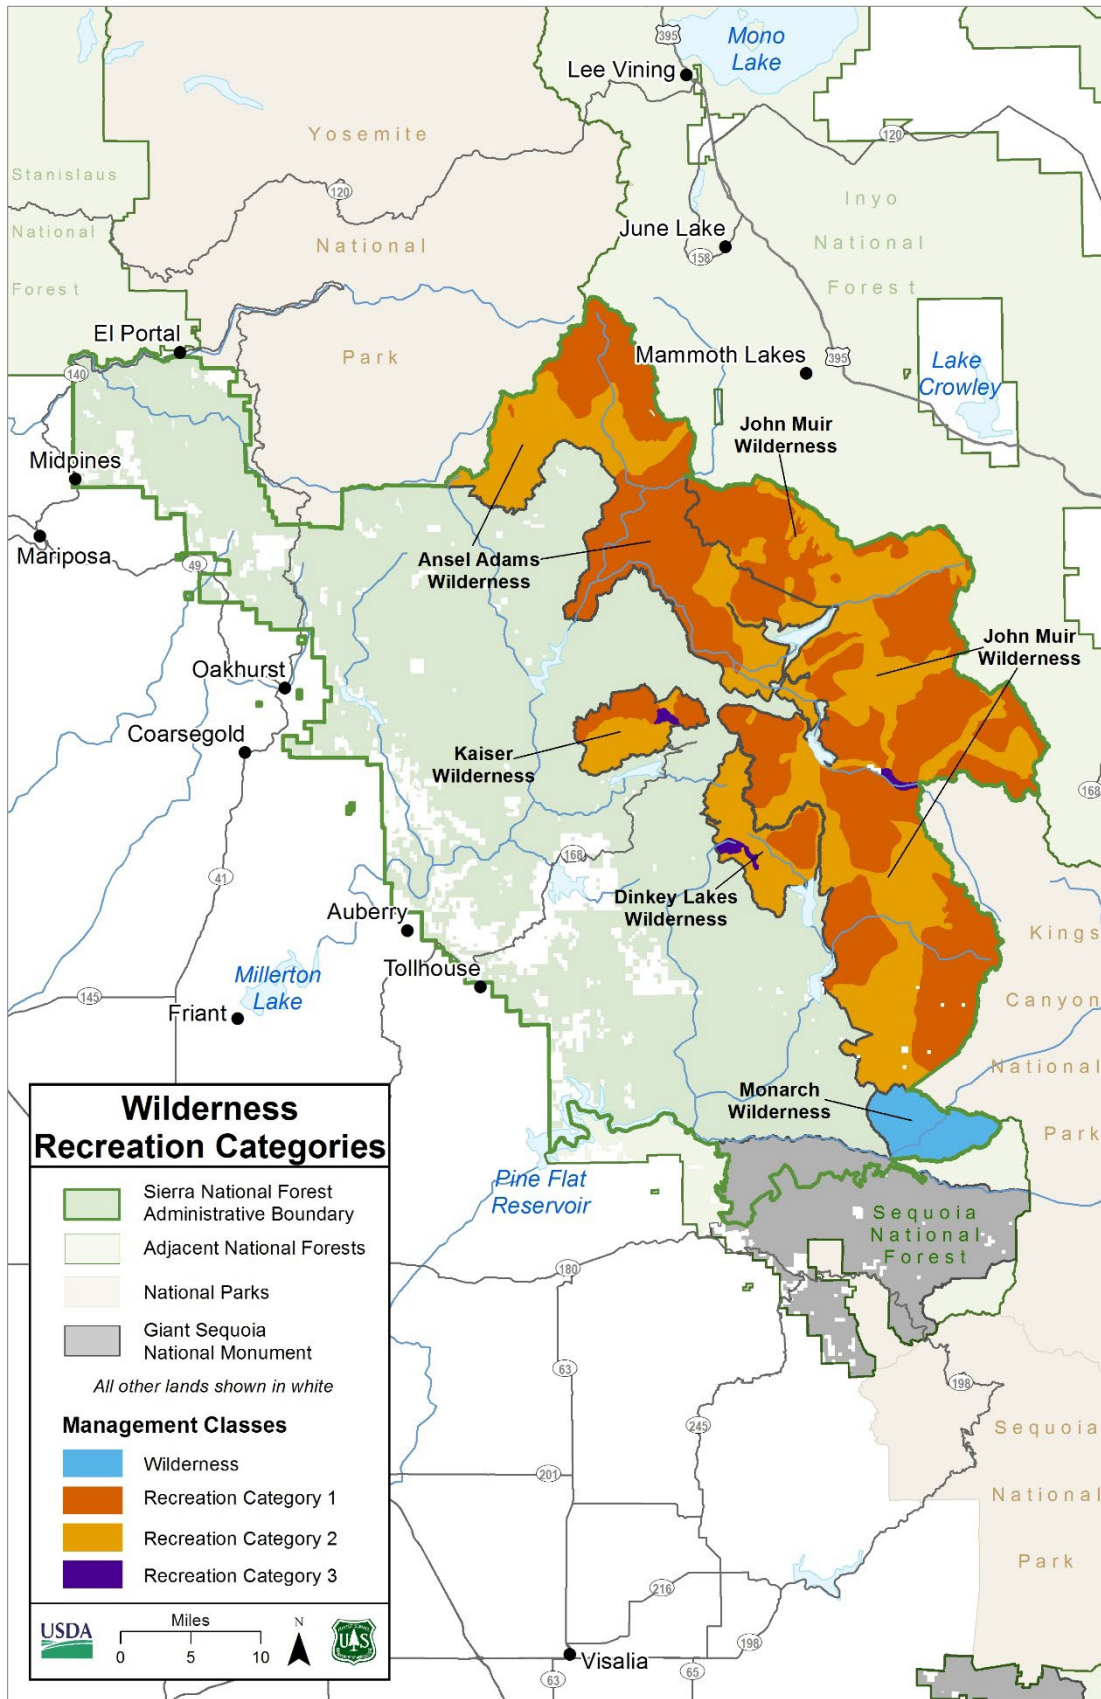 395
Mono
Lake
Lee Vining
Yosemite
120
Stanislaus
120
Inyo
National
June Lake
National
National
158
Forest
Forest
El Portal
Park
Mammoth Lakes
395
Lake
Crowley
140
John Muir
Wilderness
Midpines
Mariposa
49
Ansel Adams
Wilderness
John Muir
Wilderness
Oakhurst
Coarsegold
Kaiser
Wilderness
168
168
41
Dinkey Lakes
Wilderness
Auberry
Kings
Tollhouse
Millerton
Lake
145
Friant
Canyon
National
Monarch
Wilderness
Park
Pine Flat
Reservoir
Sequoia
National
Forest
180
63
198
245
Sequoia
201
National
Park
216
198
Visalia
63
65
Wilderness
Recreation Categories
Sierra National Forest
Administrative Boundary
Adjacent National Forests
National Parks
Giant Sequoia
National Monument
All other lands shown in white
Management Classes
Wilderness
Recreation Category 1
Recreation Category 2
Recreation Category 3
USDA
Miles
0 5 10
N
U S